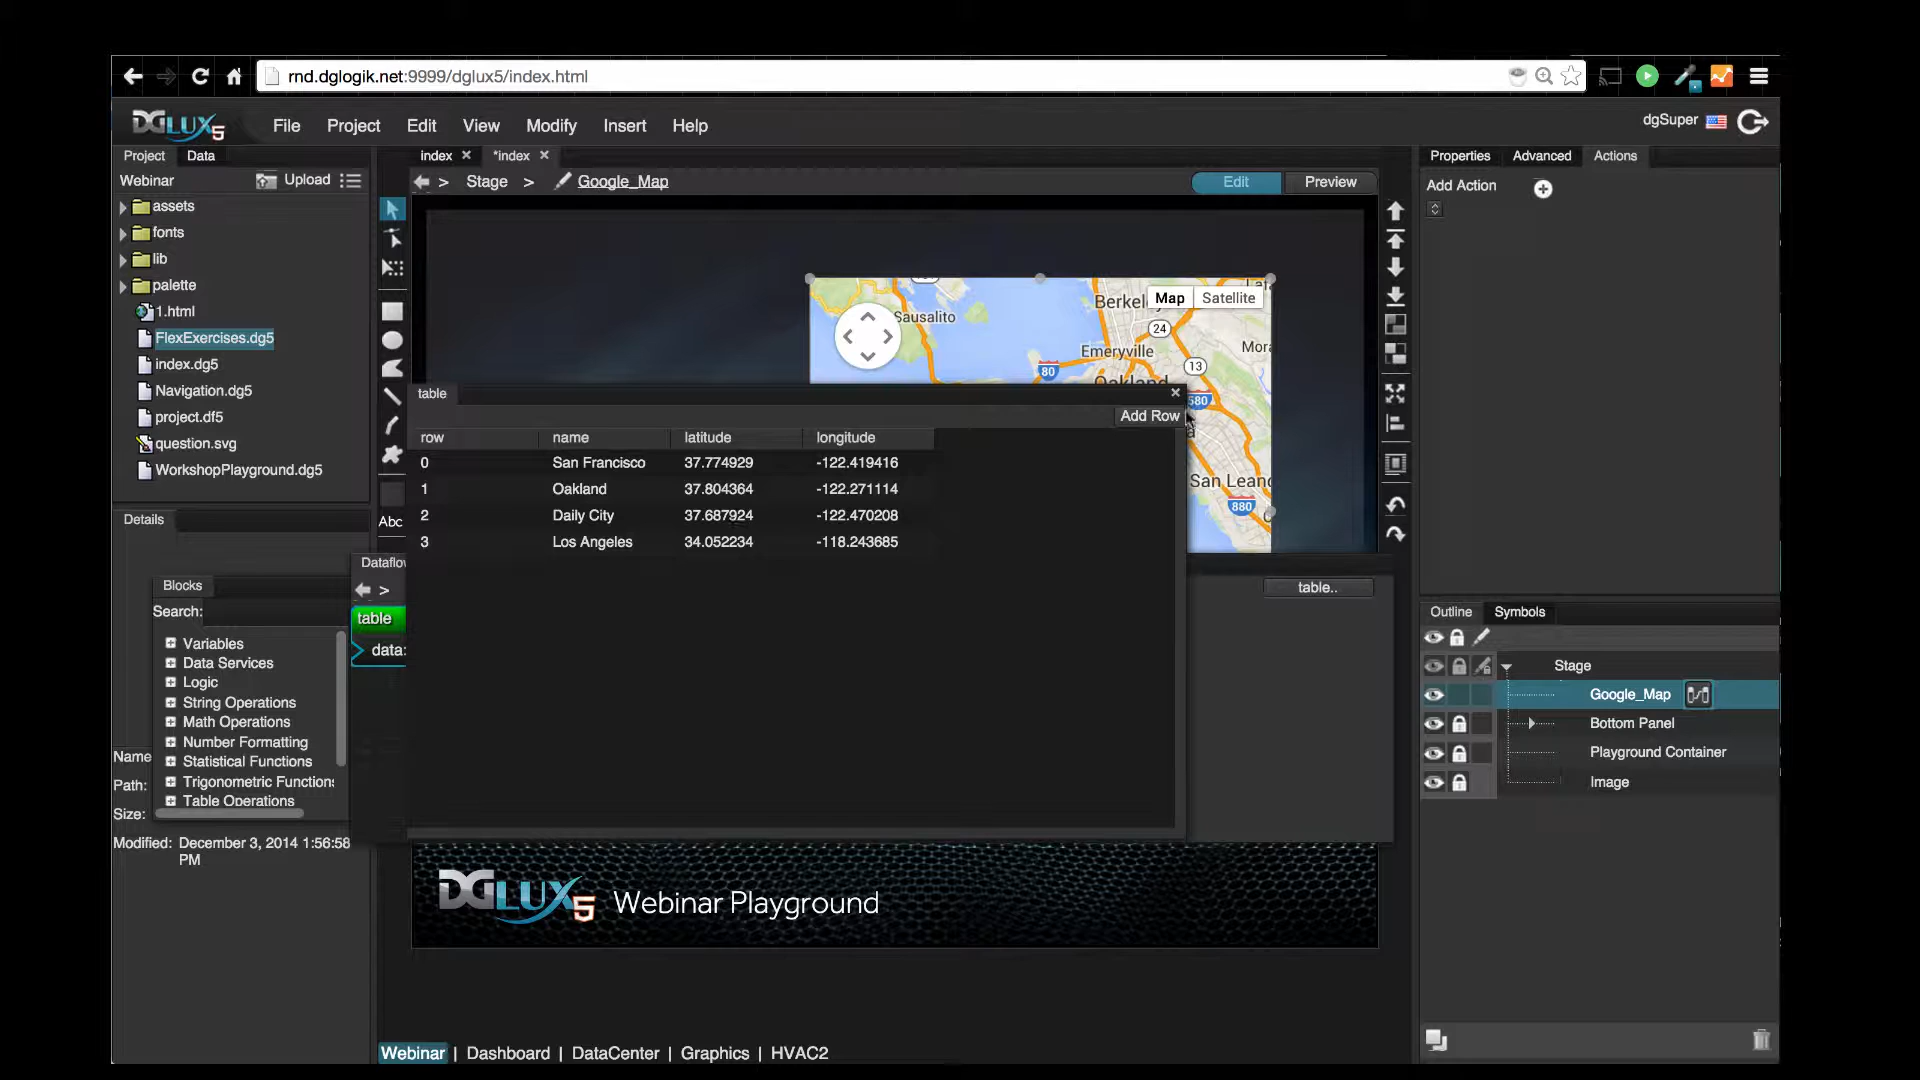 rnd.dglogik.net:9999/dglux5/index.html
DGLUX5 File Project Edit View Modify Insert Help dgSuper
Project Data index *index Properties Advanced Actions
Webinar Upload > Stage > Google_Map Edit Preview Add Action
assets
fonts
lib
palette
1.html
FlexExercises.dg5
index.dg5
Navigation.dg5
project.df5
question.svg
WorkshopPlayground.dg5
Map Satellite
Sausalito
24
Emeryville
13
80
Oakland
580
880
table
Add Row
row name latitude longitude
0 San Francisco 37.774929 -122.419416
1 Oakland 37.804364 -122.271114
2 Daily City 37.687924 -122.470208
3 Los Angeles 34.052234 -118.243685
Details
Abc
Blocks
Search:
Variables
Data Services
Logic
String Operations
Math Operations
Number Formatting
Statistical Functions
Table Operations
>
table
data:
table..
Name
Path:
Size:
Modified: December 3, 2014 1:56:58
PM
Outline Symbols
Stage
Google_Map
Bottom Panel
Playground Container
Image
DGLUX5 Webinar Playground
Webinar | Dashboard | DataCenter | Graphics | HVAC2